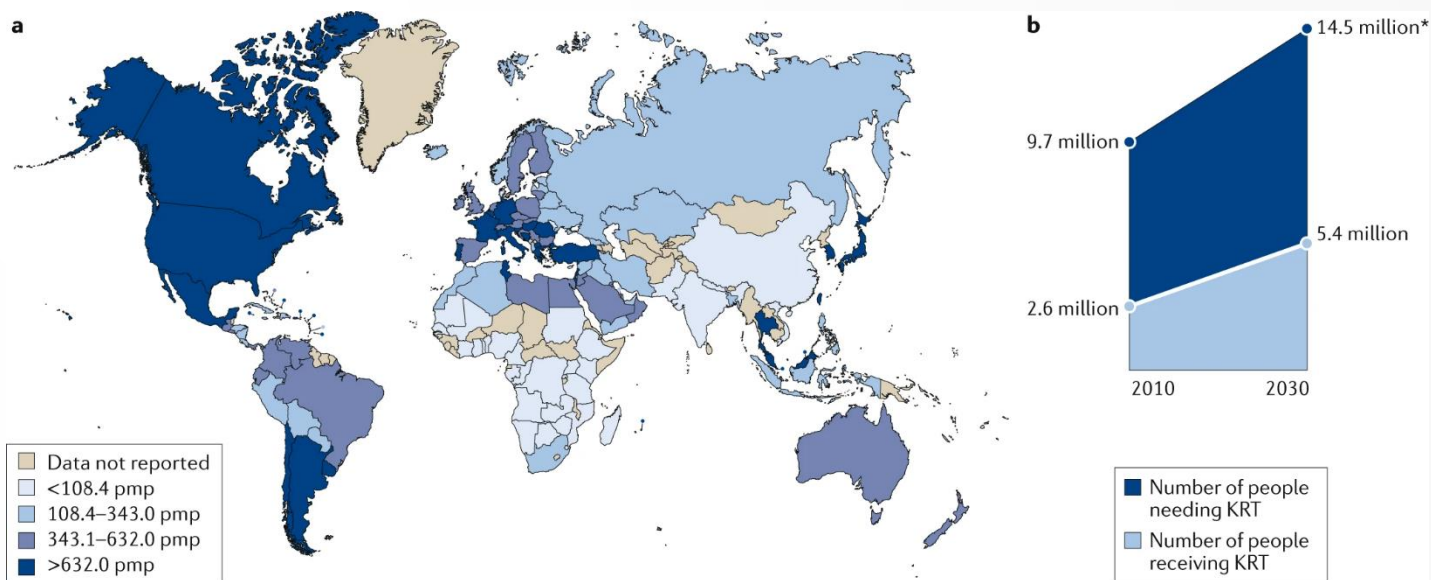 a
Data not reported
<108.4 pmp
108.4–343.0 pmp
343.1–632.0 pmp
>632.0 pmp
b
14.5 million*
9.7 million
5.4 million
2.6 million
2010
2030
Number of people
needing KRT
Number of people
receiving KRT